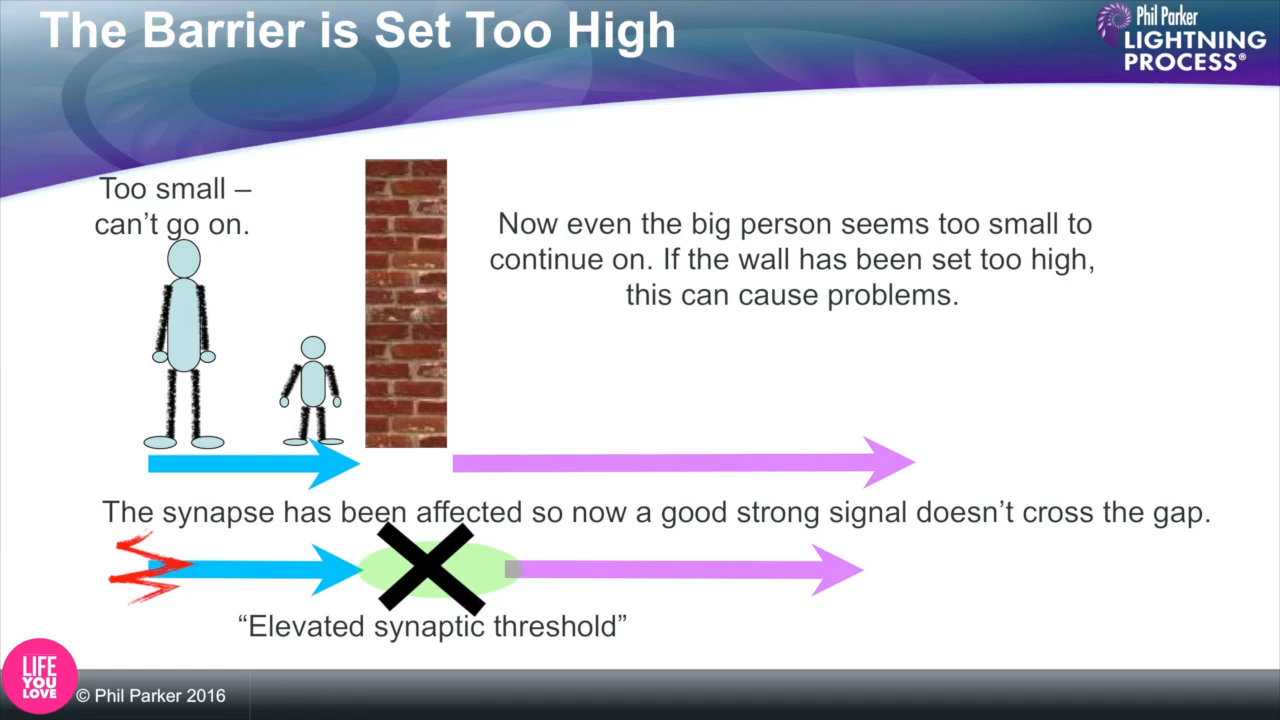 The Barrier is Set Too High
Phil Parker
LIGHTNING
PROCESS®
Too small –
can’t go on.
Now even the big person seems too small to
continue on. If the wall has been set too high,
this can cause problems.
The synapse has been affected so now a good strong signal doesn’t cross the gap.
“Elevated synaptic threshold”
LIFE
YOU
LOVE
© Phil Parker 2016